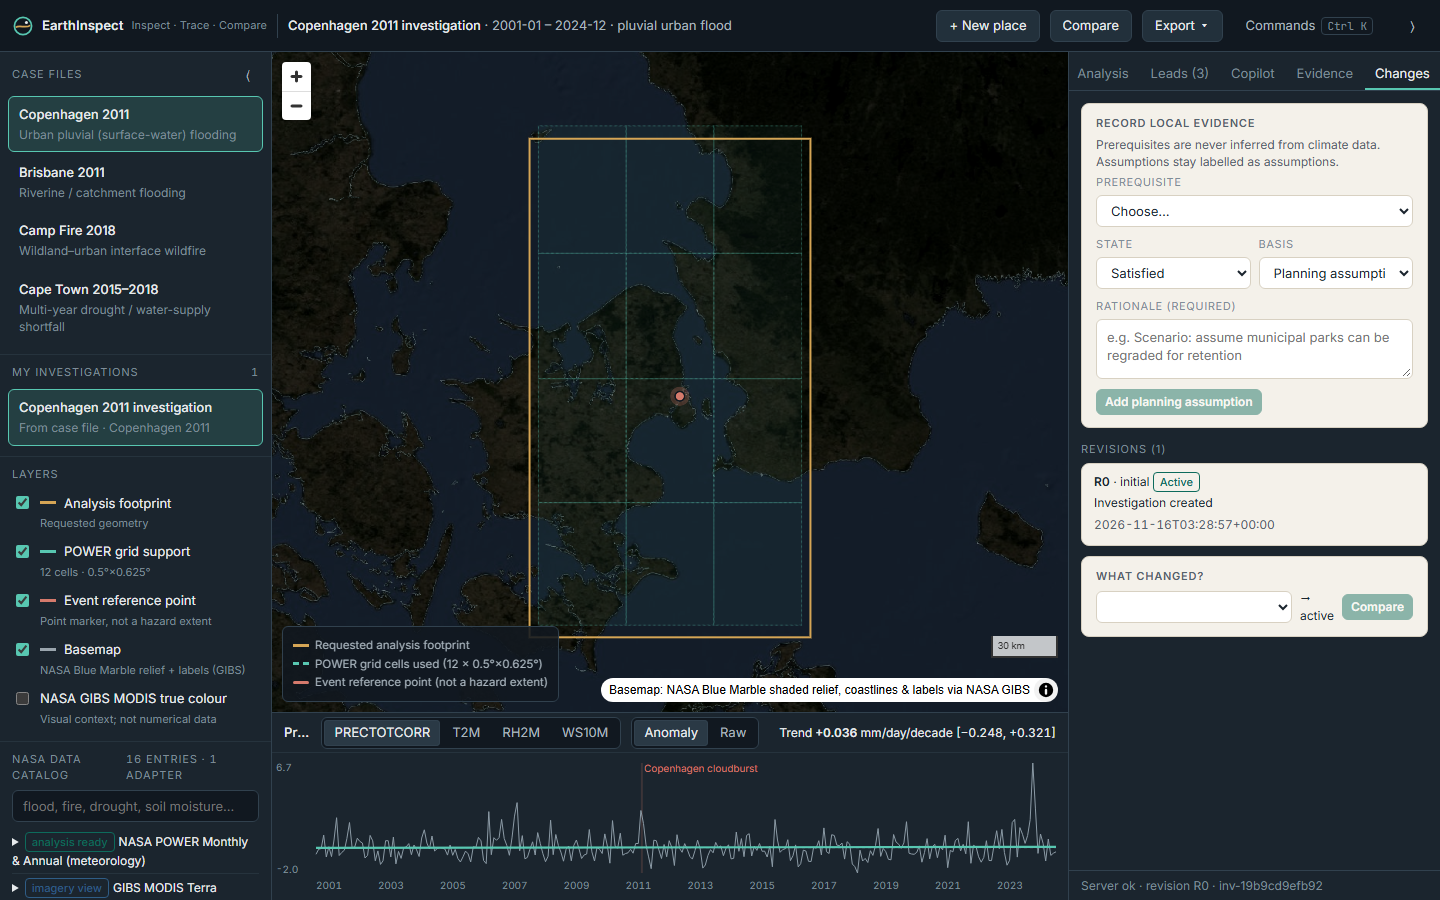 EarthInspect Inspect · Trace · Compare
Copenhagen 2011 investigation · 2001-01 – 2024-12 · pluvial urban flood
+ New place
Compare
Export
Commands Ctrl K
CASE FILES
Copenhagen 2011
Urban pluvial (surface-water) flooding
Brisbane 2011
Riverine / catchment flooding
Camp Fire 2018
Wildland–urban interface wildfire
Cape Town 2015–2018
Multi-year drought / water-supply
shortfall
MY INVESTIGATIONS 1
Copenhagen 2011 investigation
From case file · Copenhagen 2011
LAYERS
Analysis footprint
Requested geometry
POWER grid support
12 cells · 0.5°×0.625°
Event reference point
Point marker, not a hazard extent
Basemap
NASA Blue Marble relief + labels (GIBS)
NASA GIBS MODIS true colour
Visual context; not numerical data
NASA DATA
CATALOG
16 ENTRIES · 1
ADAPTER
flood, fire, drought, soil moisture...
analysis ready NASA POWER Monthly
& Annual (meteorology)
imagery view GIBS MODIS Terra
+
−
Requested analysis footprint
POWER grid cells used (12 × 0.5°×0.625°)
Event reference point (not a hazard extent)
30 km
Basemap: NASA Blue Marble shaded relief, coastlines & labels via NASA GIBS
Pr...
PRECTOTCORR T2M RH2M WS10M
Anomaly Raw
Trend +0.036 mm/day/decade [−0.248, +0.321]
6.7
Copenhagen cloudburst
-2.0
2001 2003 2005 2007 2009 2011 2013 2015 2017 2019 2021 2023
Analysis Leads (3) Copilot Evidence Changes
RECORD LOCAL EVIDENCE
Prerequisites are never inferred from climate data.
Assumptions stay labelled as assumptions.
PREREQUISITE
Choose...
STATE BASIS
Satisfied Planning assumpti
RATIONALE (REQUIRED)
e.g. Scenario: assume municipal parks can be
regraded for retention
Add planning assumption
REVISIONS (1)
R0 · initial Active
Investigation created
2026-11-16T03:28:57+00:00
WHAT CHANGED?
→
active
Compare
Server ok · revision R0 · inv-19b9cd9efb92